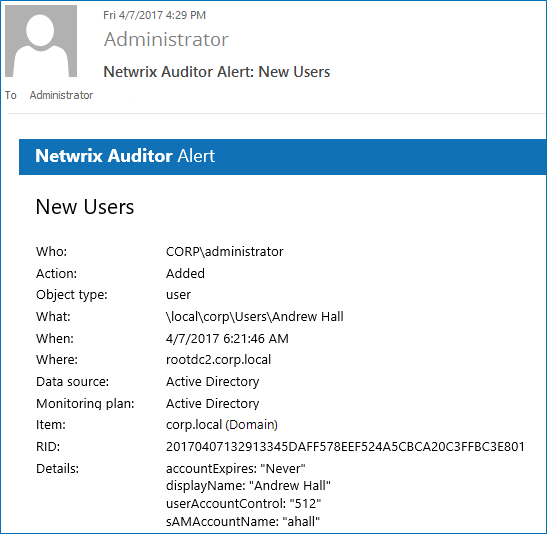 Fri 4/7/2017 4:29 PM
Administrator
Netwrix Auditor Alert: New Users
To Administrator
Netwrix Auditor Alert
New Users
Who: CORP\administrator
Action: Added
Object type: user
What: \local\corp\Users\Andrew Hall
When: 4/7/2017 6:21:46 AM
Where: rootdc2.corp.local
Data source: Active Directory
Monitoring plan: Active Directory
Item: corp.local (Domain)
RID: 20170407132913345DAFF578EEF524A5CBCA20C3FFBC3E801
Details: accountExpires: "Never"
displayName: "Andrew Hall"
userAccountControl: "512"
sAMAccountName: "ahall"